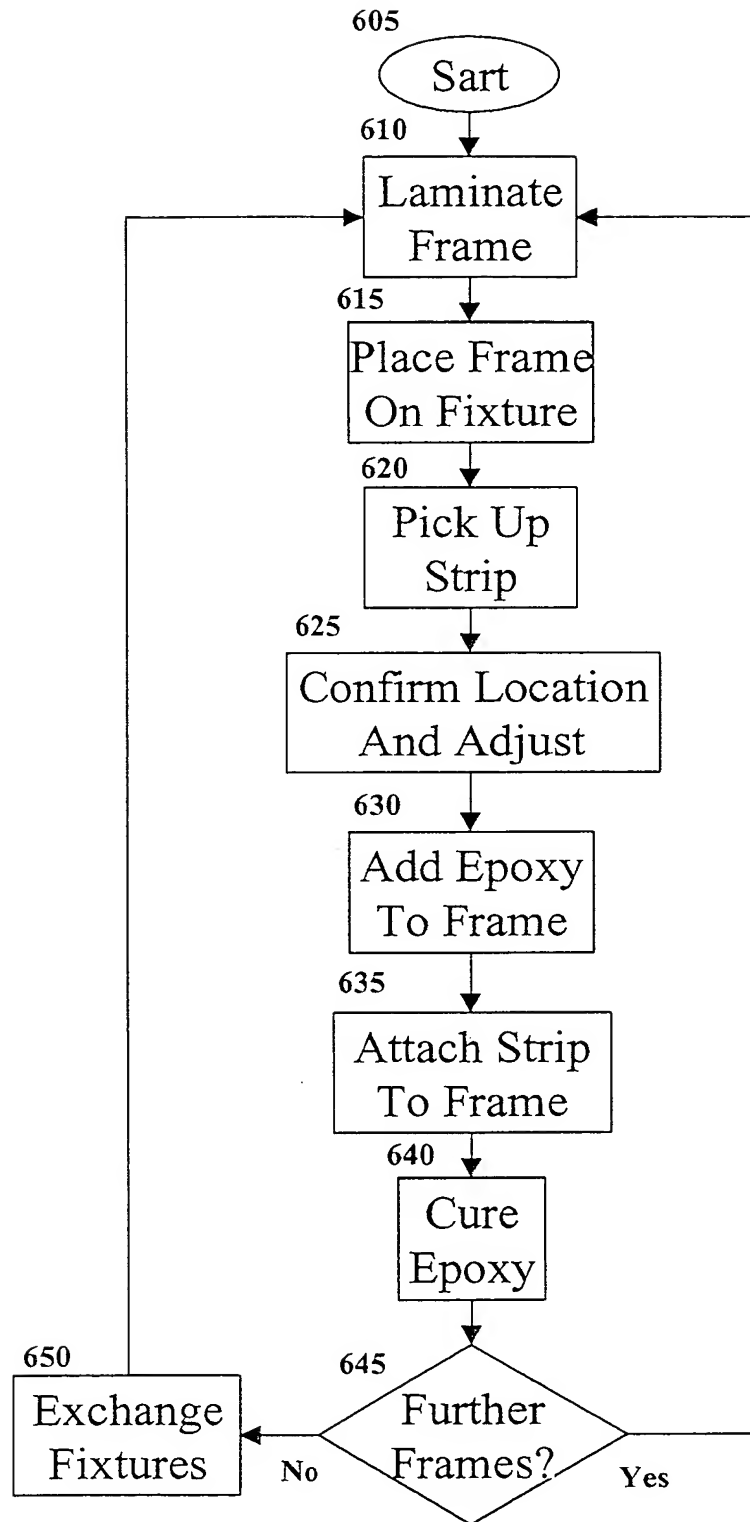 605
Sart
610
Laminate
Frame
615
Place Frame
On Fixture
620
Pick Up
Strip
625
Confirm Location
And Adjust
630
Add Epoxy
To Frame
635
Attach Strip
To Frame
640
Cure
Epoxy
650
Exchange
Fixtures
645
Further
Frames?
No
Yes